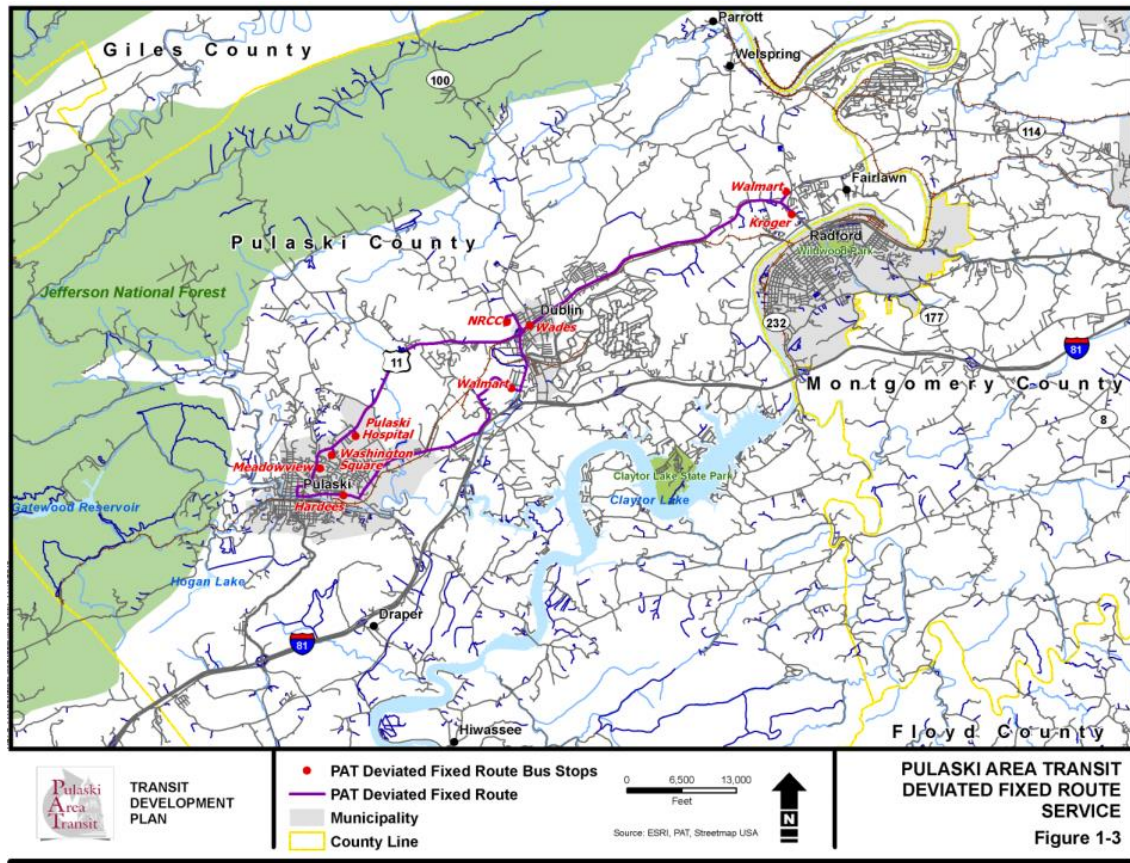 Parrott
Giles County
Welspring
100
114
Walmart
Fairlawn
Kroger
Radford
Wildwood Park
Pulaski County
Jefferson National Forest
Dublin
NRCC
Wades
232
177
11
81
Walmart
Montgomery County
8
Pulaski
Hospital
Washington
Square
Meadowview
Pulaski
Claytor Lake State Park
Claytor Lake
Hardees
Gatewood Reservoir
Hogan Lake
Draper
81
Hiwassee
Floyd County
Pulaski
Area
Transit
TRANSIT
DEVELOPMENT
PLAN
PAT Deviated Fixed Route Bus Stops
PAT Deviated Fixed Route
Municipality
County Line
0 6,500 13,000
Feet
Source: ESRI, PAT, Streetmap USA
N
PULASKI AREA TRANSIT
DEVIATED FIXED ROUTE
SERVICE
Figure 1-3